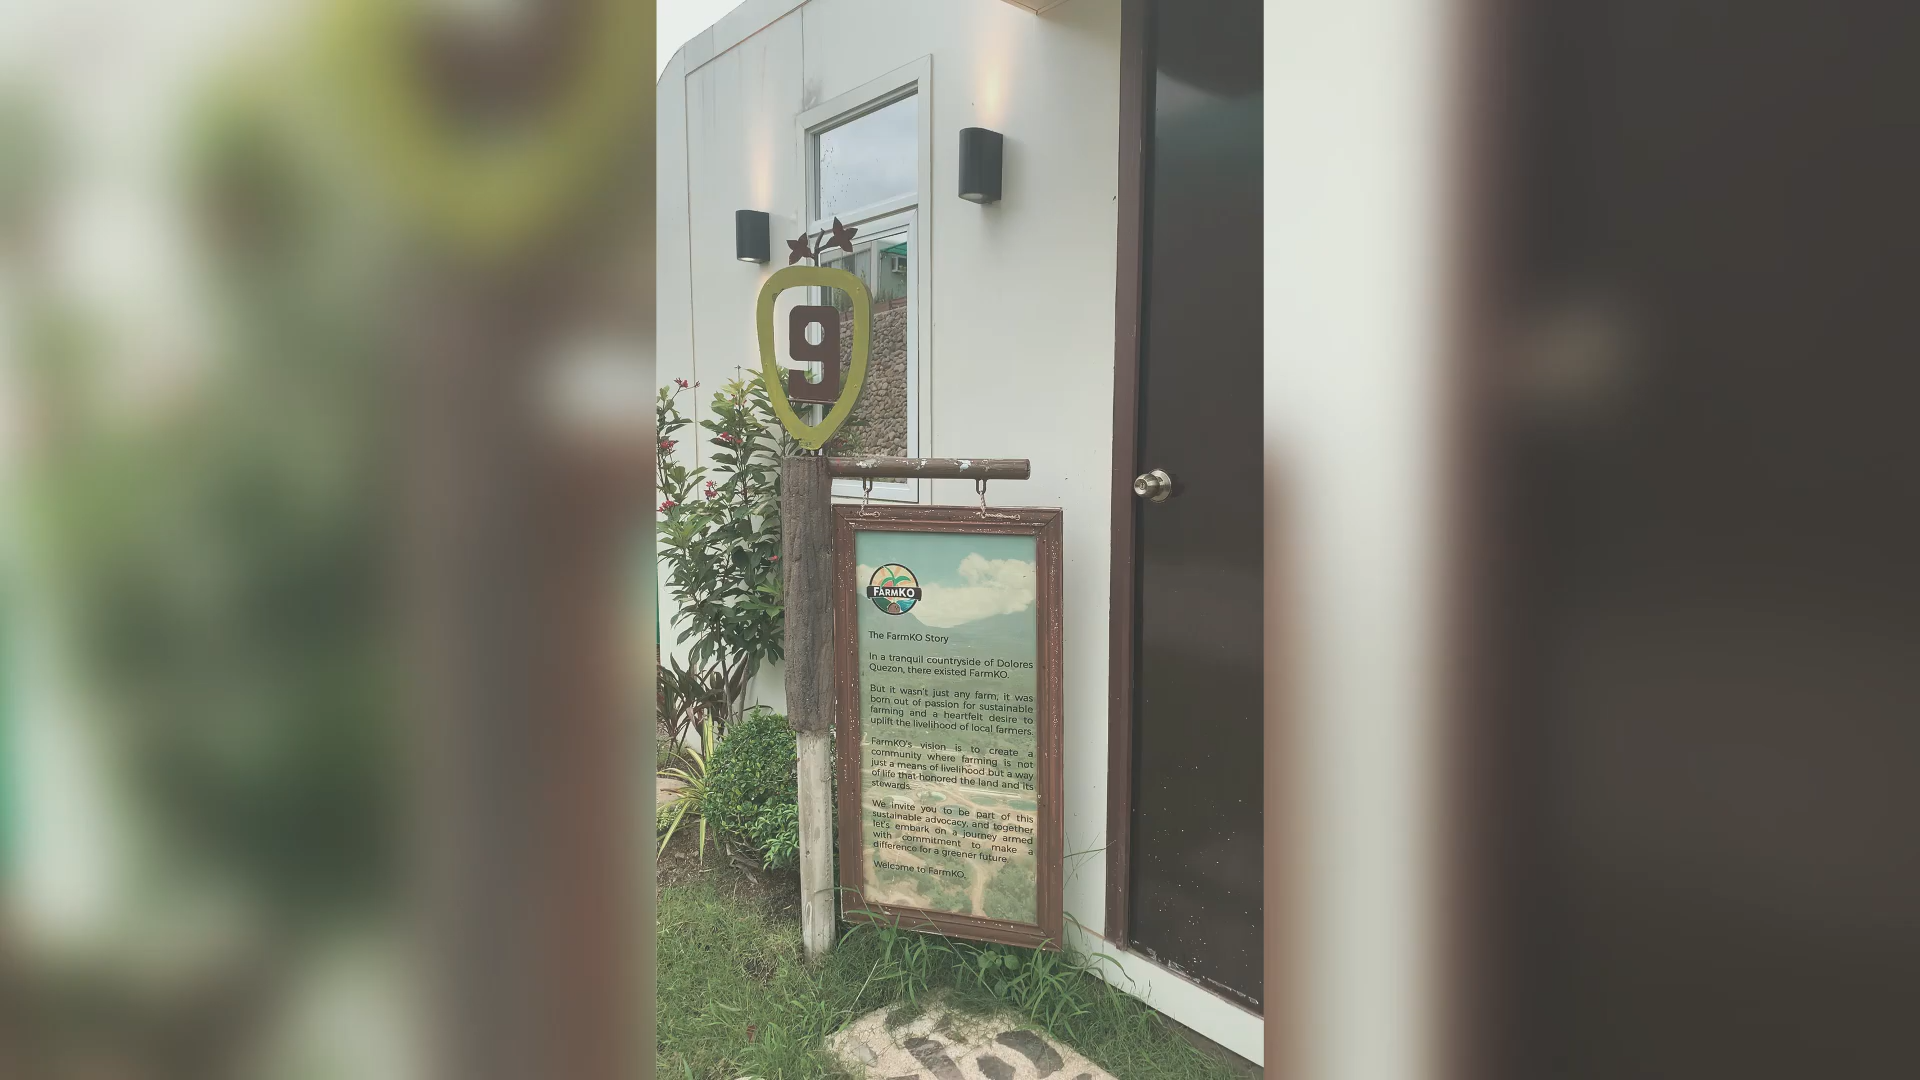 9
FARMKO
The FarmKO Story
In a tranquil countryside of Dolores
Quezon, there existed FarmKO.
But it wasn't just any farm; it was
born out of passion for sustainable
farming and a heartfelt desire to
uplift the livelihood of local farmers.
FarmKO's vision is to create a
community where farming is not
just a means of livelihood but a way
of life that honored the land and its
stewards.
We invite you to be part of this
sustainable advocacy, and together
let's embark on a journey armed
with commitment to make a
difference for a greener future.
Welcome to FarmKO.